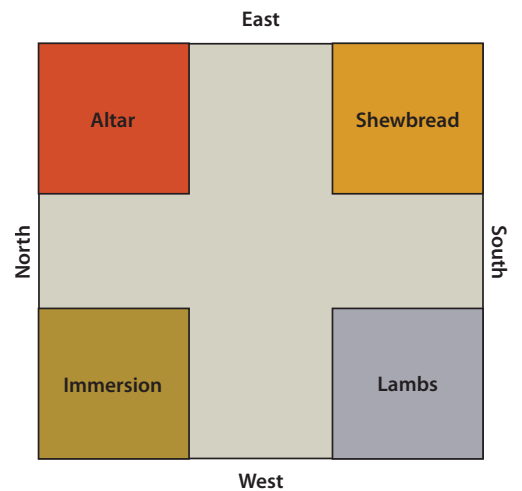 East
Altar
Shewbread
North
South
Immersion
Lambs
West